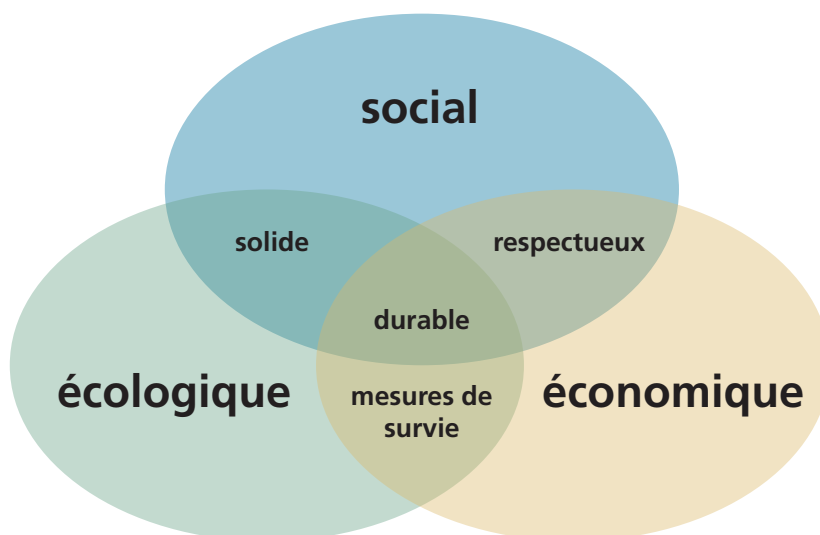 social
solide
respectueux
durable
écologique
mesures de
survie
économique